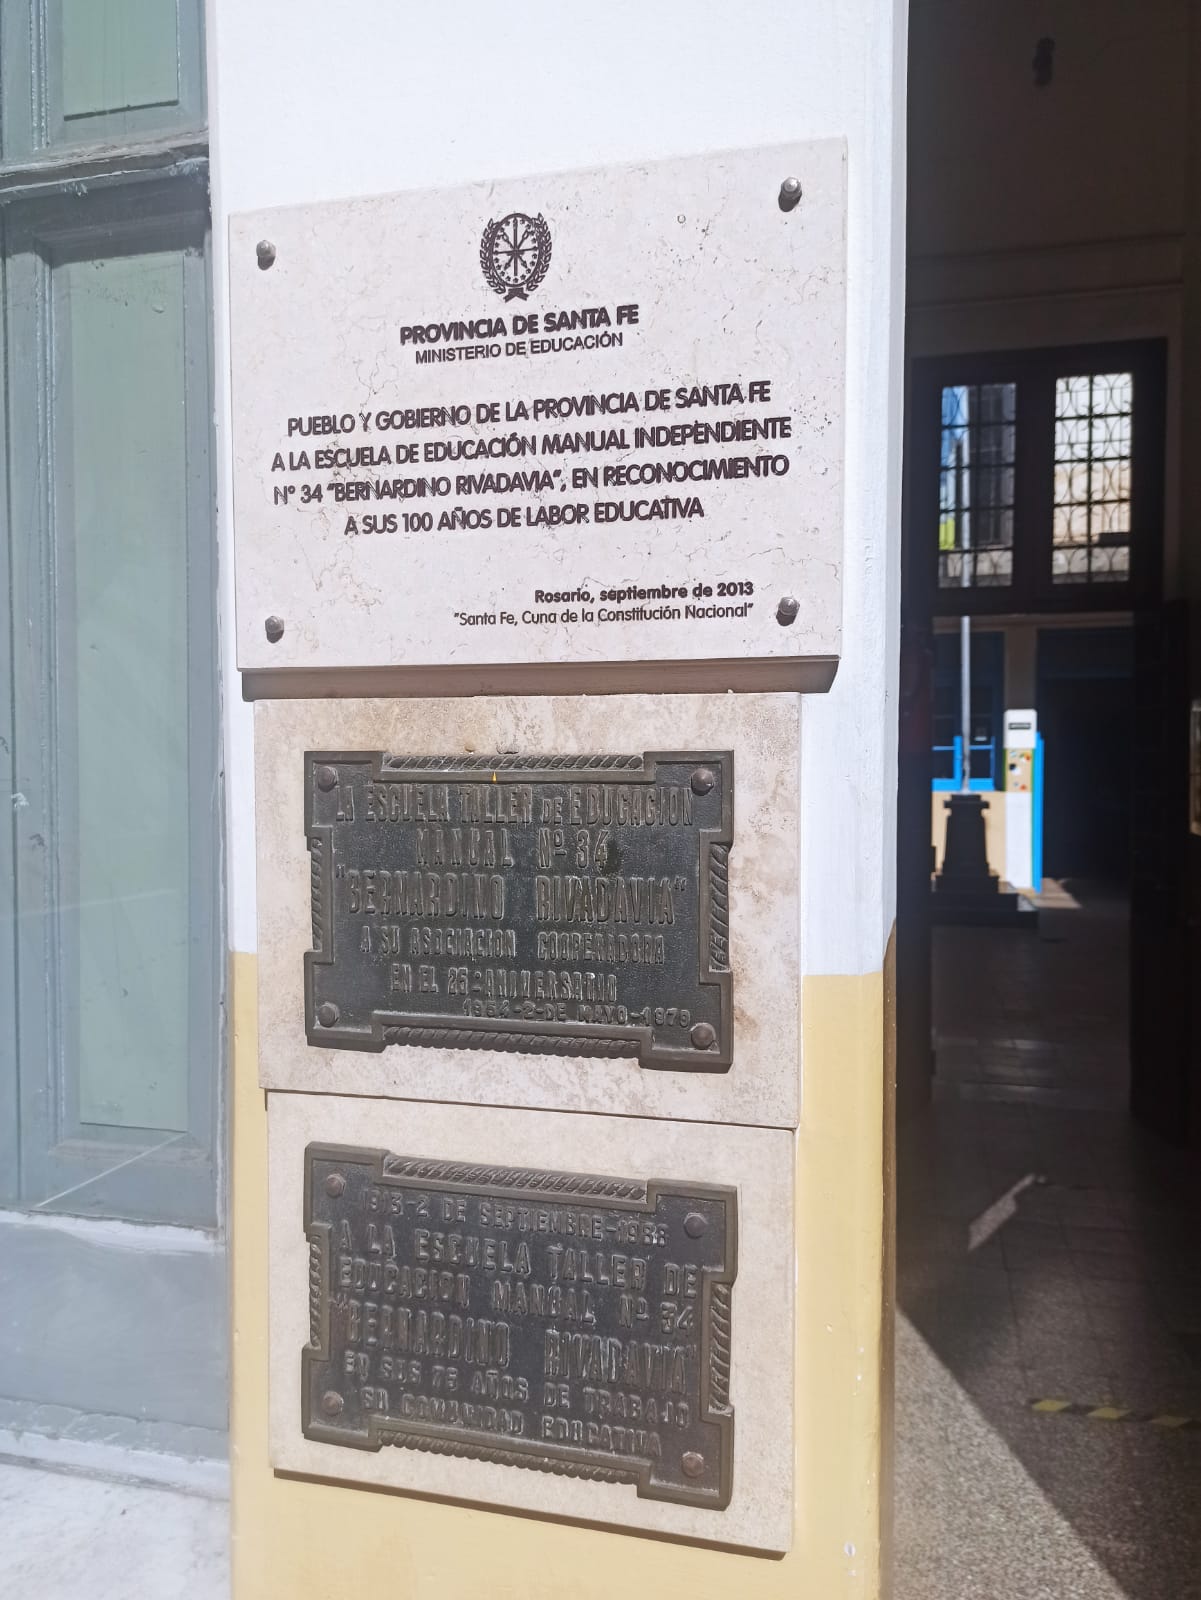 PROVINCIA DE SANTA FE
MINISTERIO DE EDUCACIÓN
PUEBLO Y GOBIERNO DE LA PROVINCIA DE SANTA FE
A LA ESCUELA DE EDUCACIÓN MANUAL INDEPENDIENTE
Nº 34 "BERNARDINO RIVADAVIA", EN RECONOCIMIENTO
A SUS 100 AÑOS DE LABOR EDUCATIVA
Rosario, septiembre de 2013
"Santa Fe, Cuna de la Constitución Nacional"
LA ESCUELA TALLER DE EDUCACION
MANUAL Nº 34
"BERNARDINO RIVADAVIA"
A SU ASOCIACION COOPERADORA
EN EL 25º ANIVERSARIO
1954-2-DE MAYO-1979
1913-2 DE SEPTIEMBRE-1988
A LA ESCUELA TALLER DE
EDUCACION MANUAL Nº 34
"BERNARDINO RIVADAVIA"
EN SUS 75 AÑOS DE TRABAJO
SU COMUNIDAD EDUCATIVA